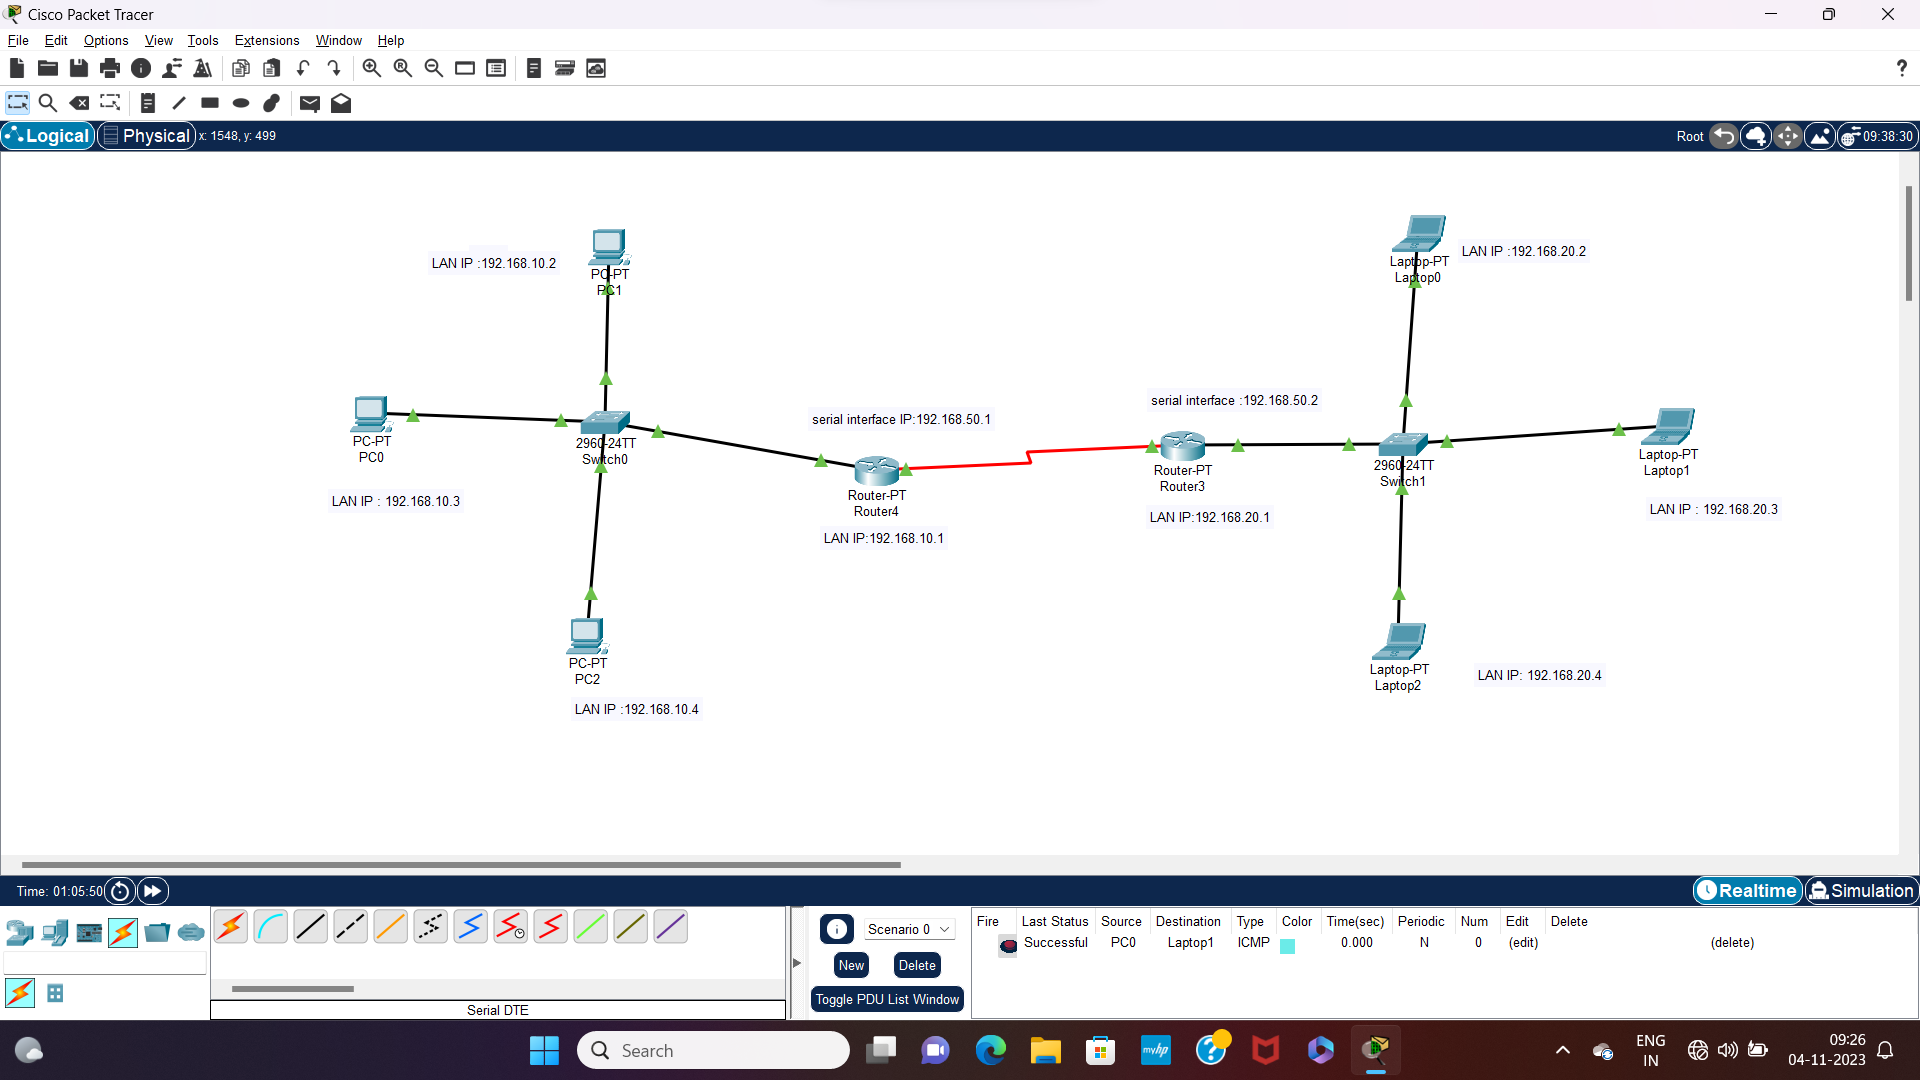 Cisco Packet Tracer
File Edit Options View Tools Extensions Window Help
?
Logical Physical x: 1548, y: 499 Root 09:38:30
LAN IP :192.168.10.2
PC-PT
PC1
Laptop-PT
Laptop0
LAN IP :192.168.20.2
PC-PT
PC0
LAN IP : 192.168.10.3
2960-24TT
Switch0
serial interface IP:192.168.50.1
Router-PT
Router4
LAN IP:192.168.10.1
serial interface :192.168.50.2
Router-PT
Router3
LAN IP:192.168.20.1
2960-24TT
Switch1
Laptop-PT
Laptop1
LAN IP : 192.168.20.3
PC-PT
PC2
LAN IP :192.168.10.4
Laptop-PT
Laptop2
LAN IP: 192.168.20.4
Time: 01:05:50 Realtime Simulation
Serial DTE
Scenario 0
New Delete
Toggle PDU List Window
Fire Last Status Source Destination Type Color Time(sec) Periodic Num Edit Delete
Successful PC0 Laptop1 ICMP 0.000 N 0 (edit) (delete)
Search
myhp
ENG
IN
09:26
04-11-2023